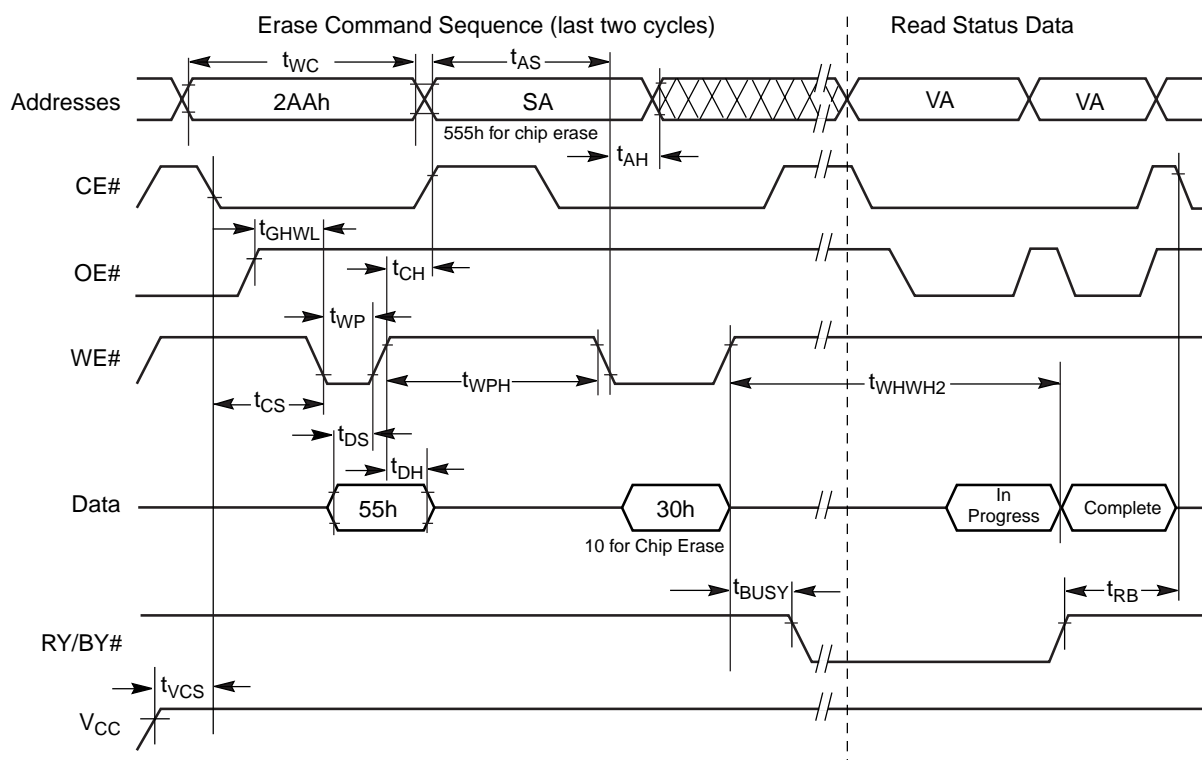 Erase Command Sequence (last two cycles)
Read Status Data
tWC
tAS
Addresses
2AAh
SA
VA
VA
555h for chip erase
tAH
CE#
tGHWL
OE#
tCH
tWP
WE#
tWPH
tWHWH2
tCS
tDS
tDH
Data
55h
30h
In
Progress
Complete
10 for Chip Erase
tBUSY
tRB
RY/BY#
tVCS
VCC